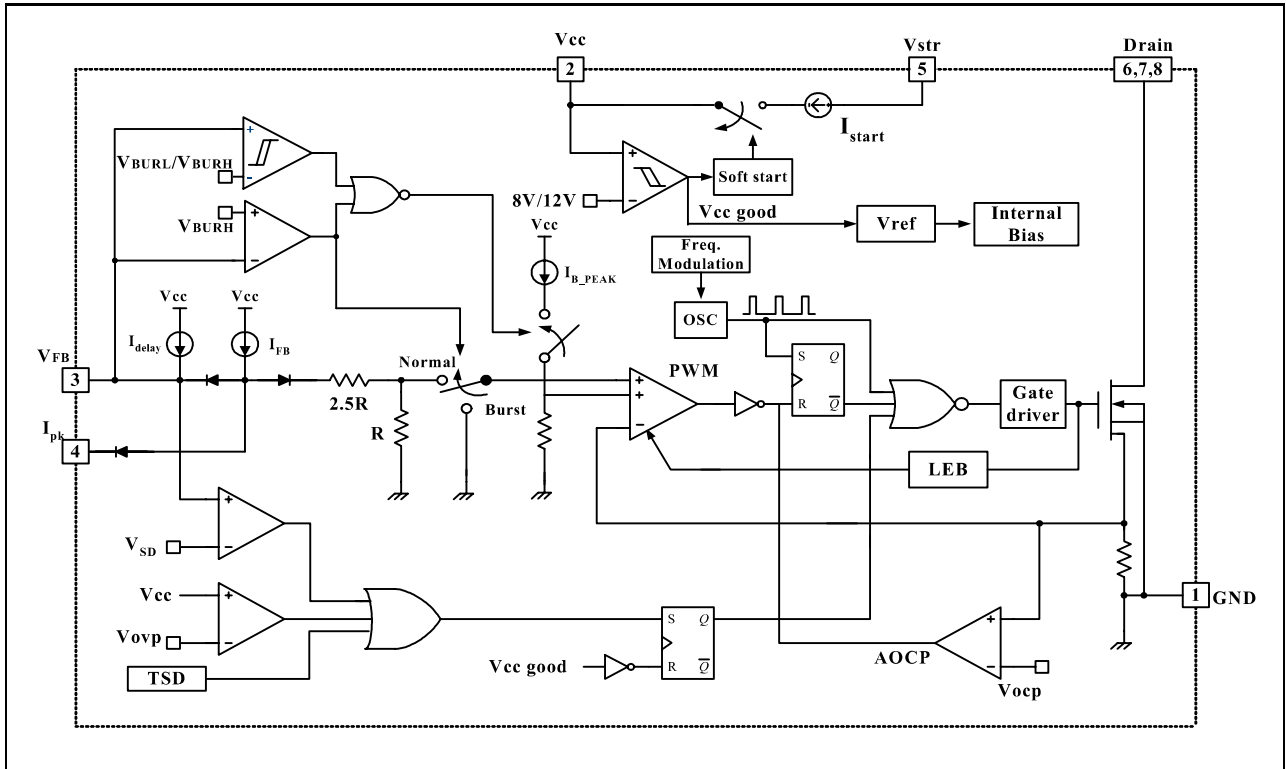 Vcc
Vstr
Drain
2
5
6,7,8
Istart
+
VBURL/VBURH
-
+
8V/12V
−
Soft start
VBURH
+
−
Vcc good
Vref
Internal
Bias
Vcc
Freq.
Modulation
IB_PEAK
Vcc
Vcc
OSC
Idelay
IFB
S
Q
VFB
Normal
PWM
3
+
+
−
R
Q
Gate
driver
2.5R
Burst
Ipk
4
R
LEB
+
VSD
−
Vcc
+
Vovp
−
S
Q
1
GND
+
AOCP
−
Vcc good
R
Q
TSD
Vocp